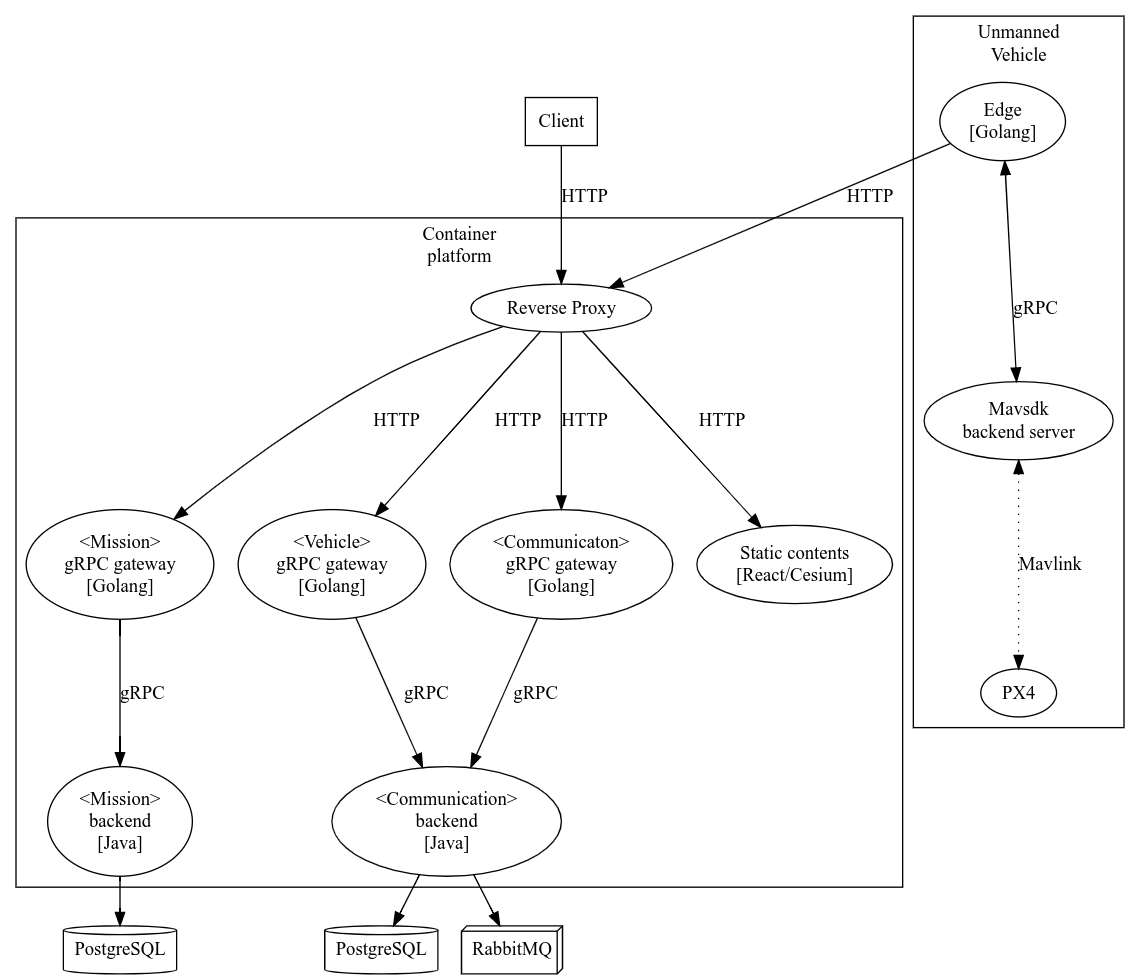 Unmanned
Vehicle
Edge
[Golang]
Client
HTTP
HTTP
Container
platform
Reverse Proxy
gRPC
HTTP
HTTP
HTTP
HTTP
Mavsdk
backend server
<Mission>
gRPC gateway
[Golang]
<Vehicle>
gRPC gateway
[Golang]
<Communicaton>
gRPC gateway
[Golang]
Static contents
[React/Cesium]
Mavlink
gRPC
gRPC
gRPC
PX4
<Mission>
backend
[Java]
<Communication>
backend
[Java]
PostgreSQL
PostgreSQL
RabbitMQ